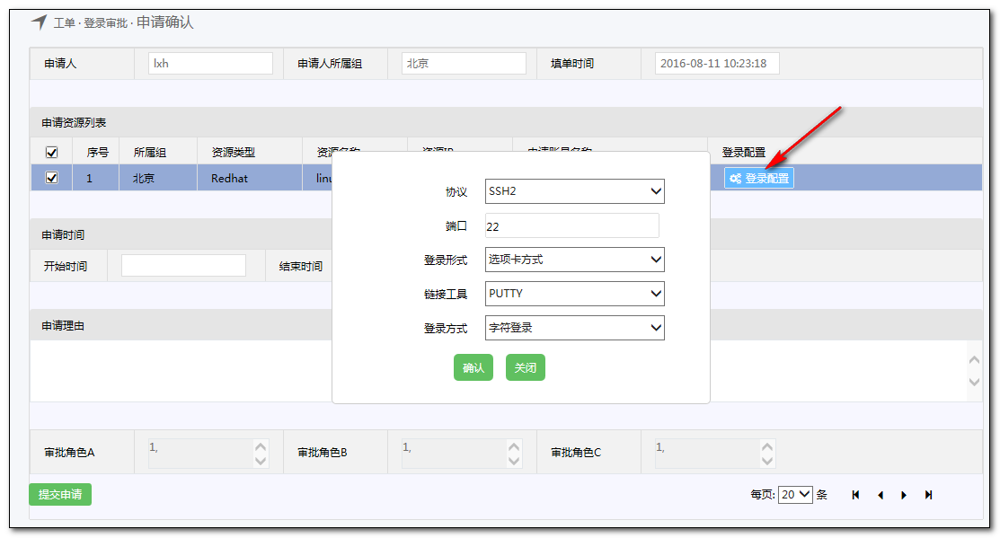 工单 · 登录审批 · 申请确认
申请人 lxh 申请人所属组 北京 填单时间 2016-08-11 10:23:18
申请资源列表
序号 所属组 资源类型 资源名称 资源IP 申请账号名称 登录配置
1 北京 Redhat linu 登录配置
协议 SSH2
端口 22
登录形式 选项卡方式
链接工具 PUTTY
登录方式 字符登录
确认 关闭
申请时间
开始时间 结束时间
申请理由
审批角色A 1, 审批角色B 1, 审批角色C 1,
提交申请 每页: 20 条